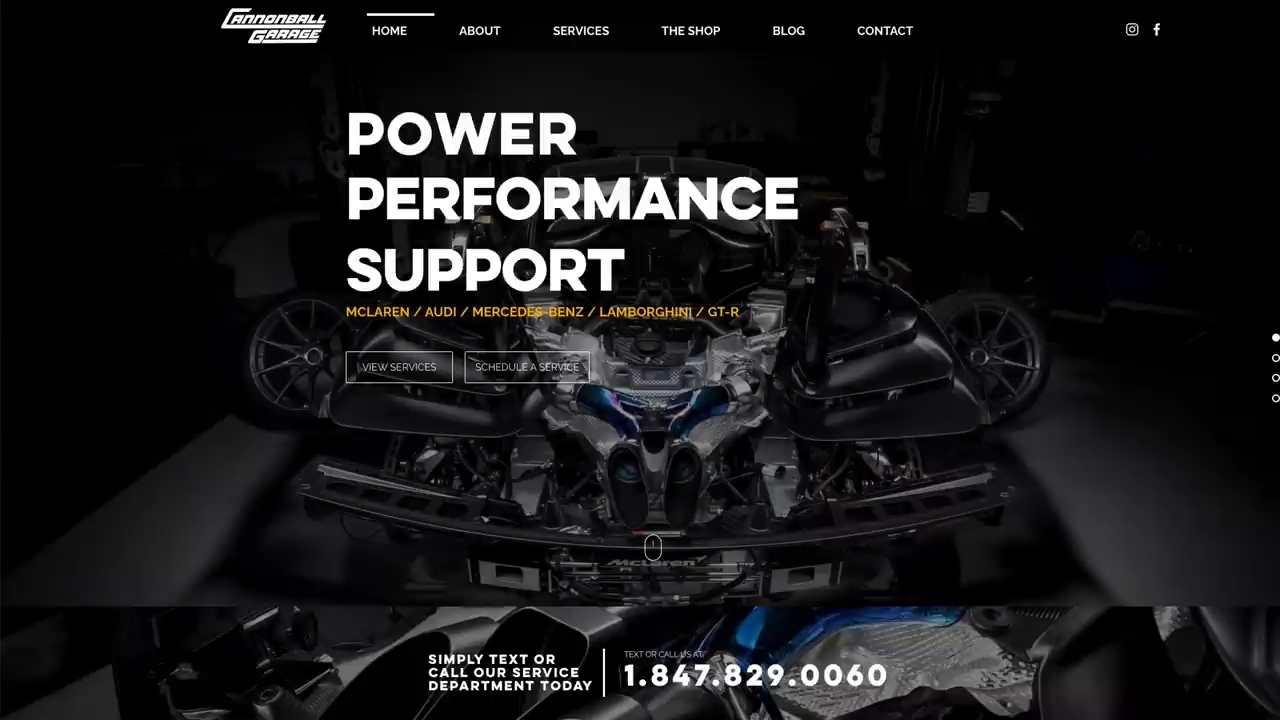 CANNONBALL
GARAGE
HOME
ABOUT
SERVICES
THE SHOP
BLOG
CONTACT
POWER
PERFORMANCE
SUPPORT
MCLAREN / AUDI / MERCEDES-BENZ / LAMBORGHINI / GT-R
VIEW SERVICES
SCHEDULE A SERVICE
McLaren
SIMPLY TEXT OR
CALL OUR SERVICE
DEPARTMENT TODAY
TEXT OR CALL US AT:
1.847.829.0060